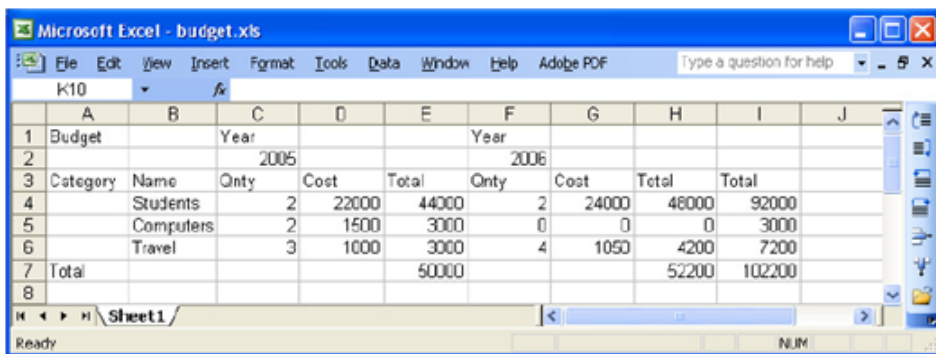 Microsoft Excel - budget.xls
File Edit View Insert Format Tools Data Window Help Adobe PDF Type a question for help
K10 fx
A B C D E F G H I J
1 Budget Year Year
2 2005 2006
3 Category Name Qnty Cost Total Qnty Cost Total Total
4 Students 2 22000 44000 2 24000 48000 92000
5 Computers 2 1500 3000 0 0 0 3000
6 Travel 3 1000 3000 4 1050 4200 7200
7 Total 50000 52200 102200
8
Sheet1
Ready NUM